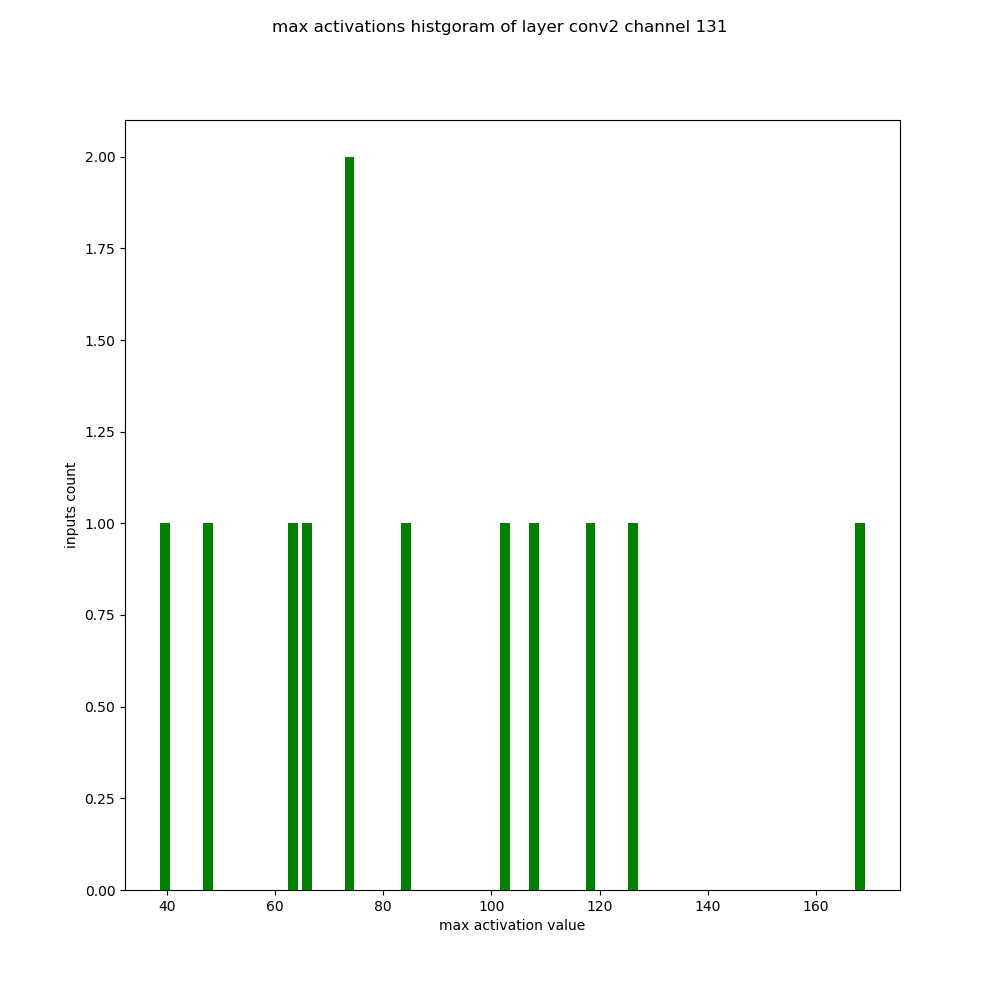 max activations histgoram of layer conv2 channel 131
2.00
1.75
1.50
1.25
1.00
0.75
0.50
0.25
0.00
inputs count
40 60 80 100 120 140 160
max activation value